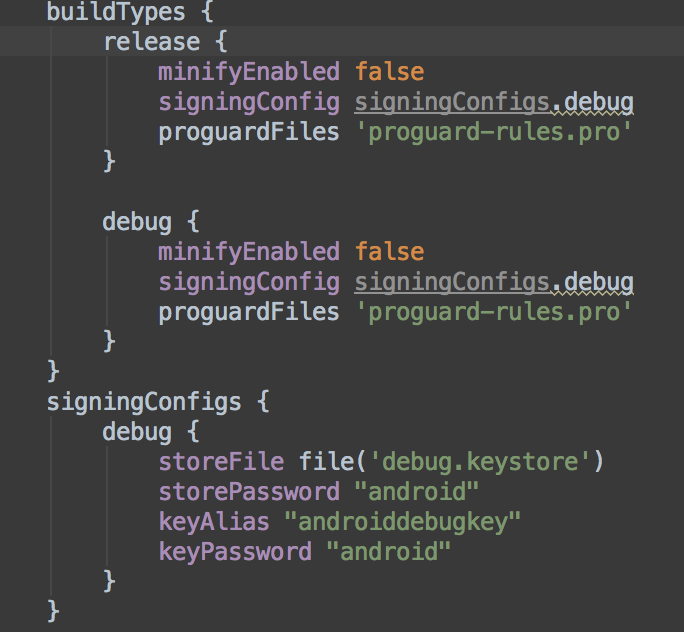 buildTypes {
release {
minifyEnabled false
signingConfig signingConfigs.debug
proguardFiles 'proguard-rules.pro'
}
debug {
minifyEnabled false
signingConfig signingConfigs.debug
proguardFiles 'proguard-rules.pro'
}
}
signingConfigs {
debug {
storeFile file('debug.keystore')
storePassword "android"
keyAlias "androiddebugkey"
keyPassword "android"
}
}